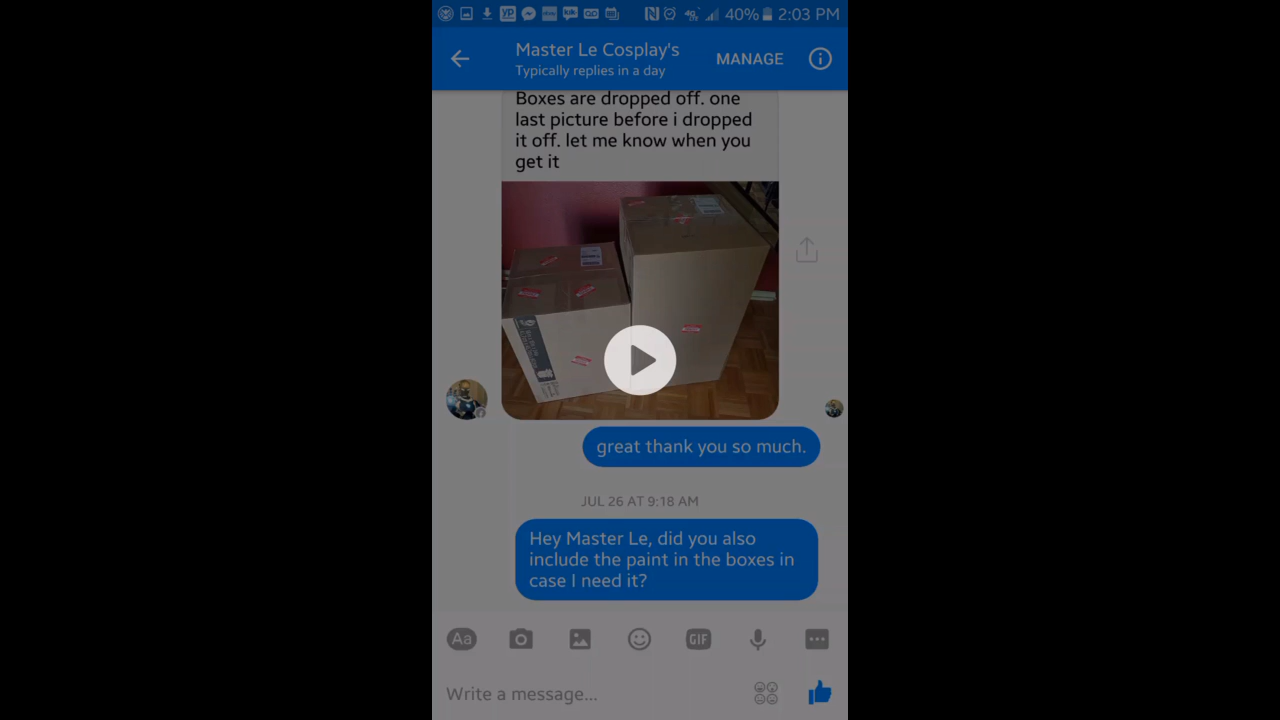 40% 2:03 PM
Master Le Cosplay's
Typically replies in a day
MANAGE
Boxes are dropped off. one
last picture before i dropped
it off. let me know when you
get it
great thank you so much.
JUL 26 AT 9:18 AM
Hey Master Le, did you also
include the paint in the boxes in
case I need it?
Aa
GIF
Write a message...